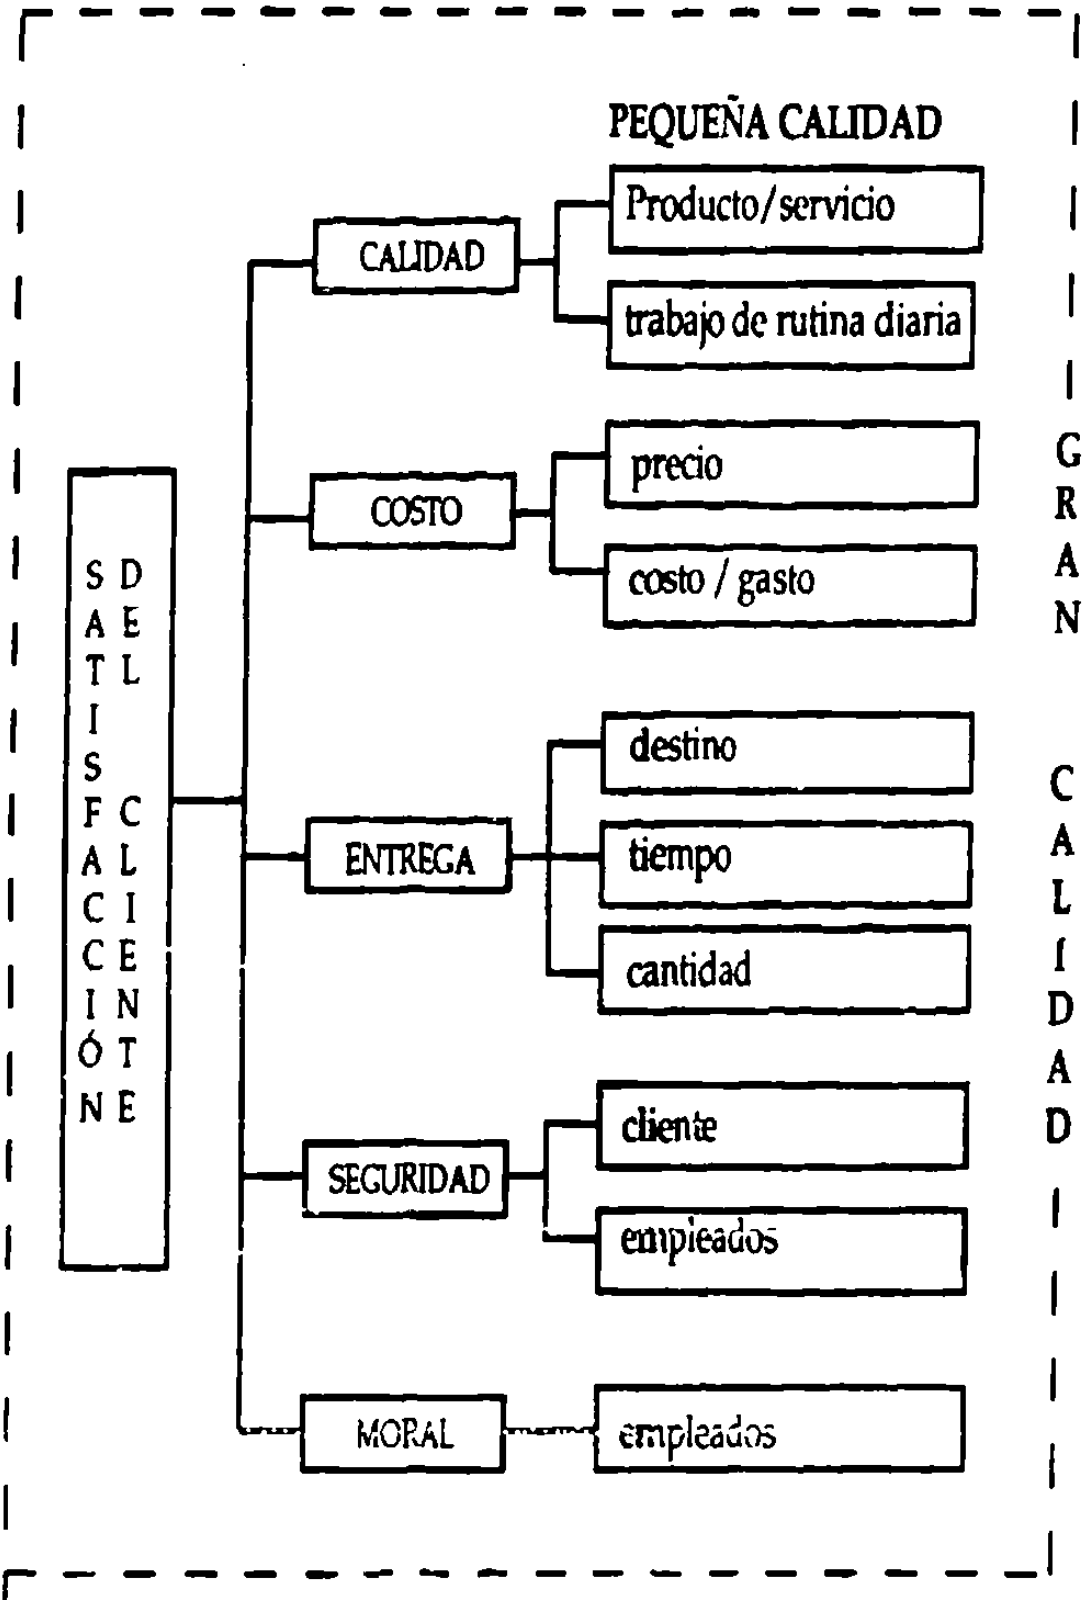 PEQUEÑA CALIDAD
SATISFACCIÓN
DEL CLIENTE
CALIDAD
Producto/servicio
trabajo de rutina diaria
COSTO
precio
costo / gasto
ENTREGA
destino
tiempo
cantidad
SEGURIDAD
cliente
empleados
MORAL
empleados
GRAN CALIDAD